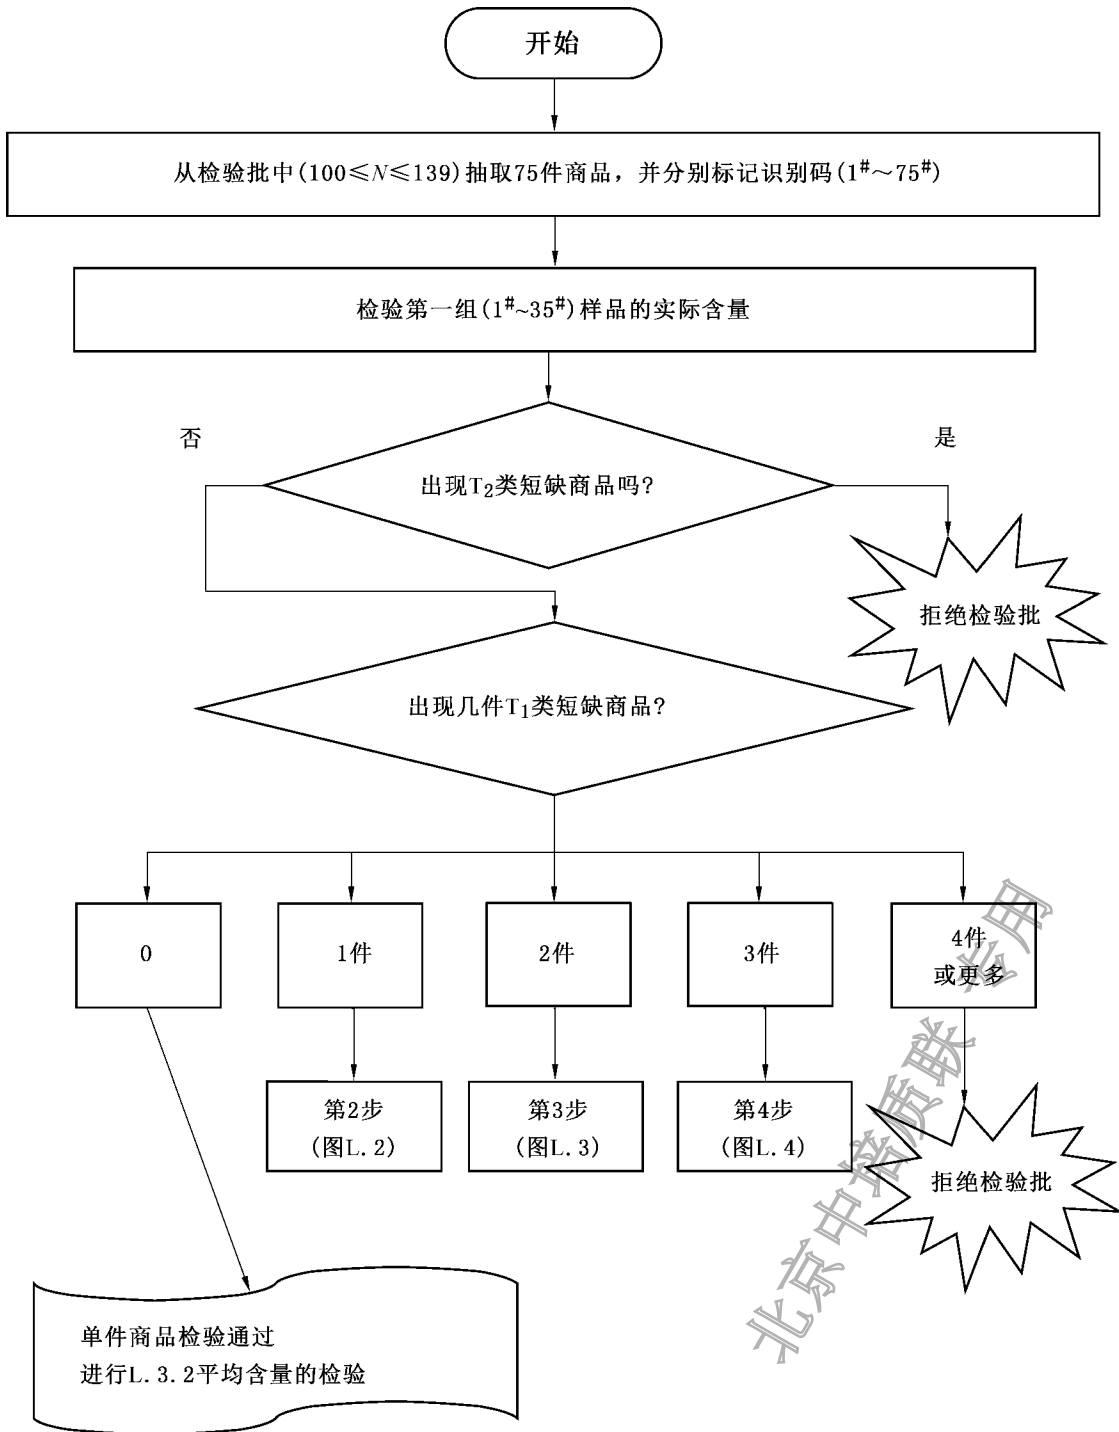 开始
从检验批中(100≤N≤139)抽取75件商品，并分别标记识别码(1#～75#)
检验第一组(1#~35#)样品的实际含量
否
是
出现T2类短缺商品吗?
拒绝检验批
出现几件T1类短缺商品?
0
1件
2件
3件
4件
或更多
第2步
(图L.2)
第3步
(图L.3)
第4步
(图L.4)
拒绝检验批
单件商品检验通过
进行L.3.2平均含量的检验
北京中培质联 专用